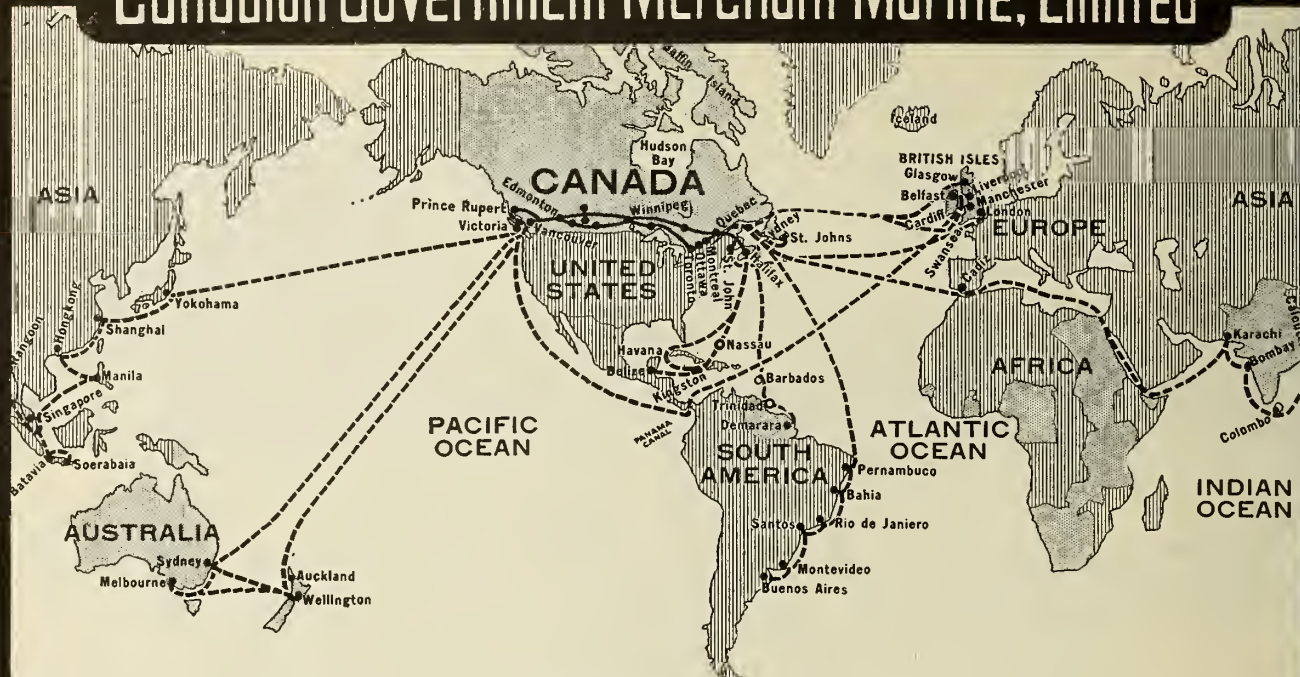 Canadian Government Merchant Marine, Limited
Baffin Island
Iceland
Hudson
Bay
BRITISH ISLES
Glasgow
Liverpool
CANADA
Belfast
Manchester
ASIA
Edmonton
Winnipeg
Quebec
Cardiff
London
ASIA
Prince Rupert
Victoria
Vancouver
Sydney
St. Johns
Swansea
EUROPE
UNITED
STATES
Toronto
Ottawa
Montreal
St. John
Halifax
Cadiz
Yokohama
Hongkong
Shanghai
Rangoon
Karachi
Calcutta
Bombay
Havana
Nassau
Manila
Belize
Kingston
Barbados
AFRICA
Singapore
Trinidad
Demarara
Colombo
PANAMA
CANAL
PACIFIC
OCEAN
SOUTH
AMERICA
ATLANTIC
OCEAN
Batavia
Soerabaia
Pernambuco
Bahia
INDIAN
OCEAN
AUSTRALIA
Santos
Rio de Janiero
Sydney
Melbourne
Auckland
Wellington
Montevideo
Buenos Aires